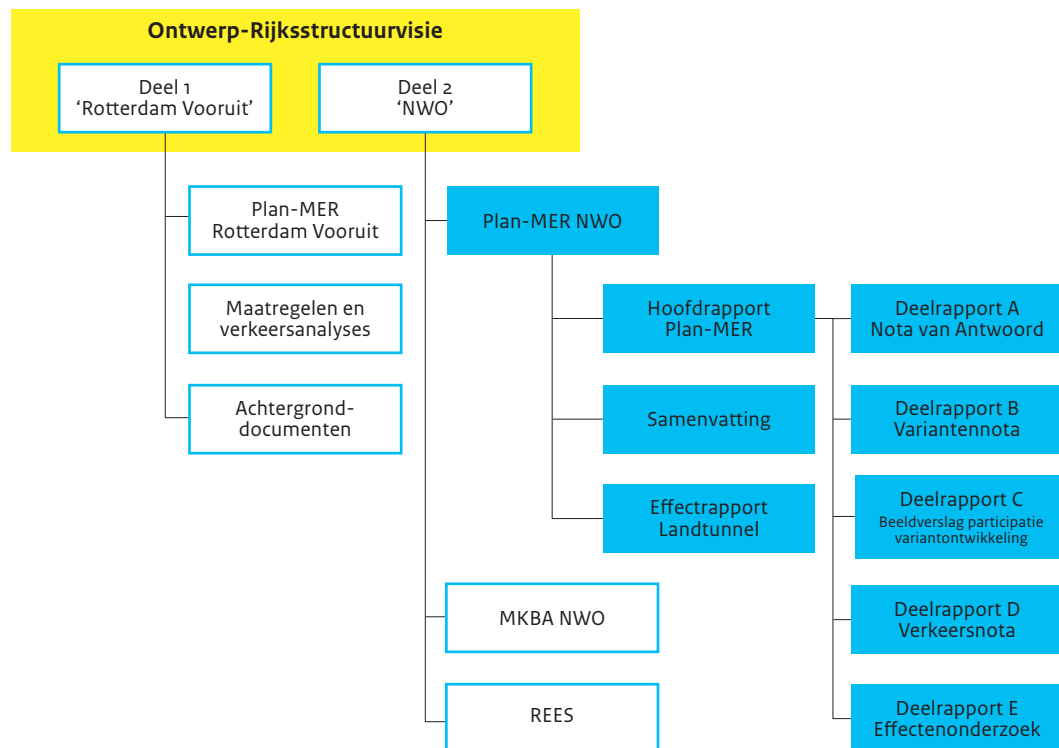 Ontwerp-Rijksstructuurvisie
Deel 1
‘Rotterdam Vooruit’
Deel 2
‘NWO’
Plan-MER
Rotterdam Vooruit
Maatregelen en
verkeersanalyses
Achtergrond-
documenten
Plan-MER NWO
Hoofdrapport
Plan-MER
Samenvatting
Effectrapport
Landtunnel
Deelrapport A
Nota van Antwoord
Deelrapport B
Variantennota
Deelrapport C
Beeldverslag participatie
variantontwikkeling
Deelrapport D
Verkeersnota
Deelrapport E
Effectenonderzoek
MKBA NWO
REES